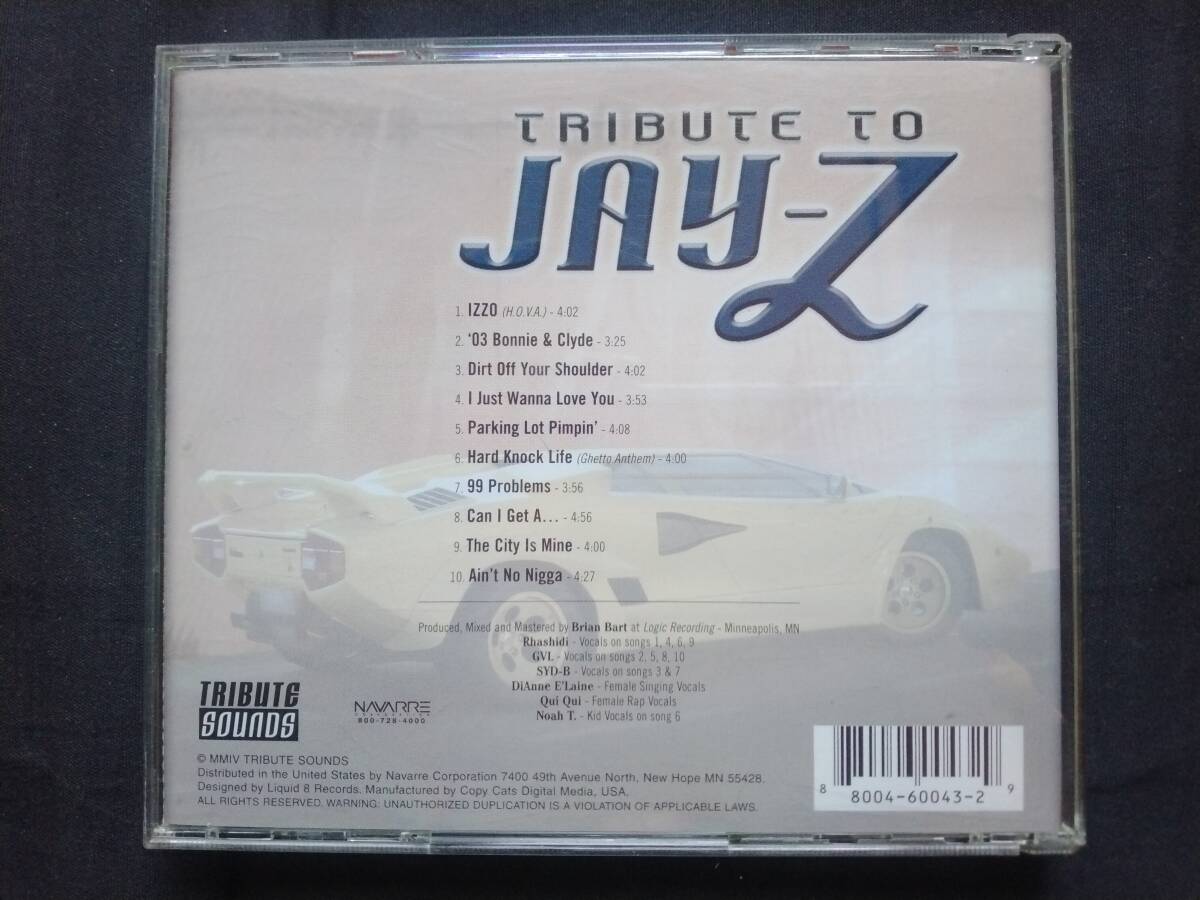 TRIBUTE TO
JAY-Z
1. IZZO (H.O.V.A.) - 4:02
2. '03 Bonnie & Clyde - 3:25
3. Dirt Off Your Shoulder - 4:02
4. I Just Wanna Love You - 3:53
5. Parking Lot Pimpin' - 4:08
6. Hard Knock Life (Ghetto Anthem) - 4:00
7. 99 Problems - 3:56
8. Can I Get A... - 4:56
9. The City Is Mine - 4:00
10. Ain't No Nigga - 4:27
Produced, Mixed and Mastered by Brian Bart at Logic Recording - Minneapolis, MN
Rhashidi - Vocals on songs 1, 4, 6, 9
GVL - Vocals on songs 2, 5, 8, 10
SYD-B - Vocals on songs 3 & 7
DiAnne E'Laine - Female Singing Vocals
Qui Qui - Female Rap Vocals
Noah T. - Kid Vocals on song 6
TRIBUTE
SOUNDS
NAVARRE
CORPORATION
800-728-4000
© MMIV TRIBUTE SOUNDS
Distributed in the United States by Navarre Corporation 7400 49th Avenue North, New Hope MN 55428.
Designed by Liquid 8 Records. Manufactured by Copy Cats Digital Media, USA.
ALL RIGHTS RESERVED. WARNING: UNAUTHORIZED DUPLICATION IS A VIOLATION OF APPLICABLE LAWS.
8 8004-60043-2 9